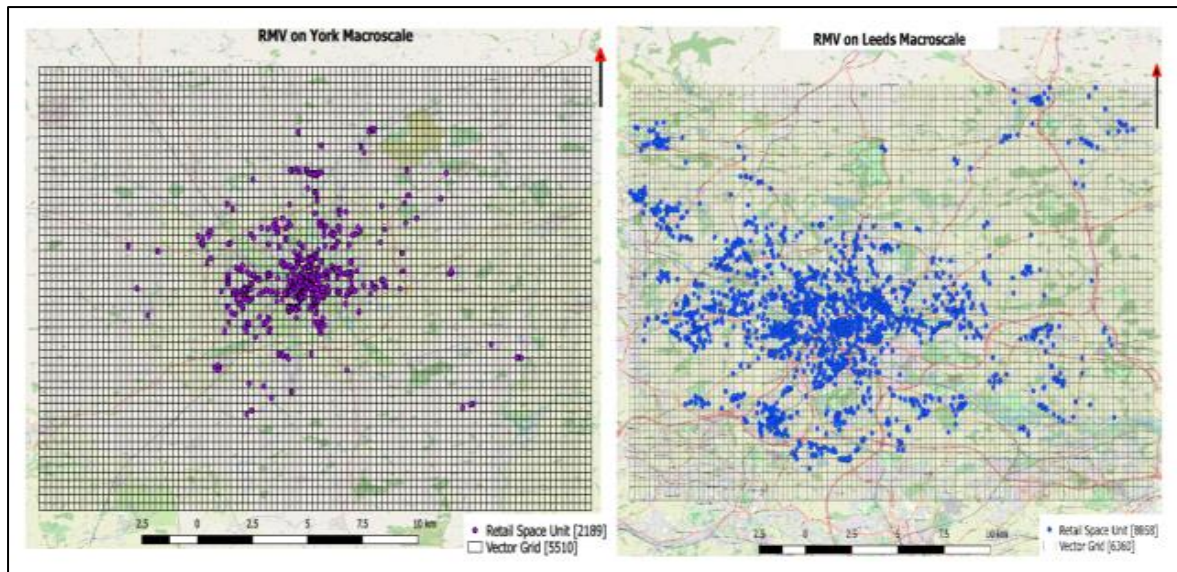 RMV on York Macroscale
2.5 0 2.5 5 7.5 10 km
Retail Space Unit [2189]
Vector Grid [5510]
RMV on Leeds Macroscale
2.5 0 2.5 5 7.5 10 km
Retail Space Unit
Vector Grid [6360]